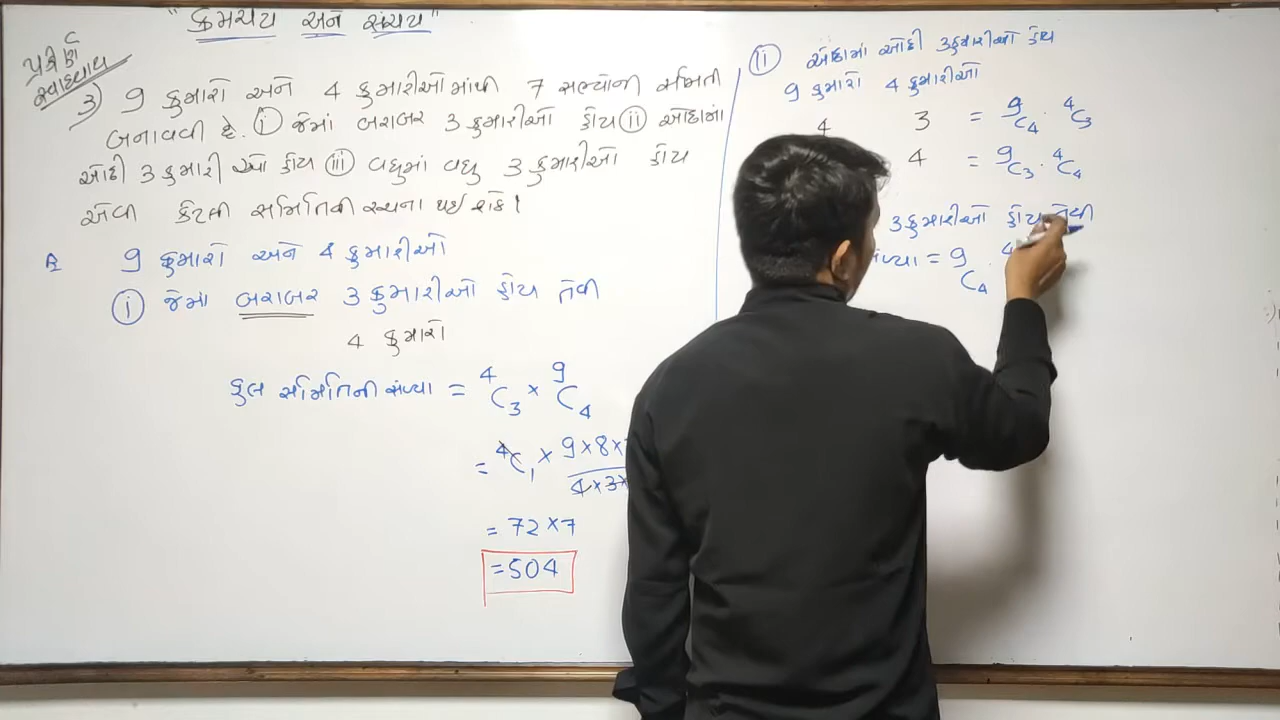 "ક્રમચય અને સંચય"
પ્રકીર્ણ
સ્વાધ્યાય
3) 9 કુમારો અને 4 કુમારીઓમાંથી 7 સભ્યોની સમિતિ
બનાવવી છે. (i) જેમાં બરાબર 3 કુમારીઓ હોય (ii) ઓછામાં
ઓછી 3 કુમારીઓ હોય (iii) વધુમાં વધુ 3 કુમારીઓ હોય
એવી કેટલી સમિતિની રચના થઈ શકે?
9 કુમારો અને 4 કુમારીઓ
(i) જેમાં બરાબર 3 કુમારીઓ હોય તેવી
4 કુમારો
કુલ સમિતિની સંખ્યા = ⁴C₃ × ⁹C₄
= ⁴C₁ × 9×8× / 4×3×
= 72×7
= 504
(ii) ઓછામાં ઓછી 3 કુમારીઓ હોય
9 કુમારો 4 કુમારીઓ
4 3 = ⁹C₄ · ⁴C₃
4 = ⁹C₃ · ⁴C₄
3 કુમારીઓ હોય તેવી
= ⁹C₄ · 4